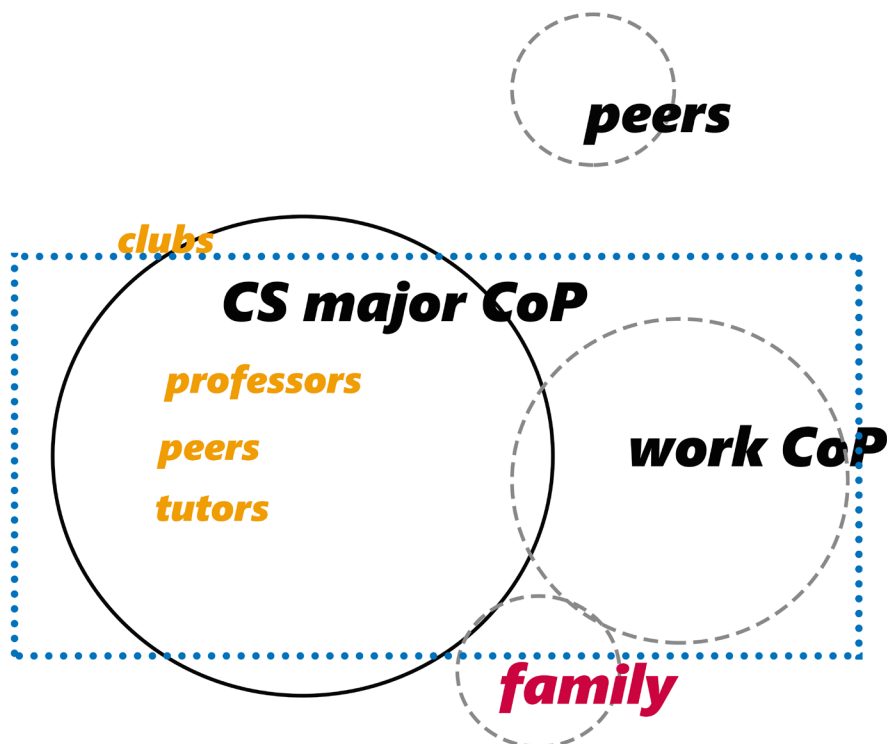 peers
clubs
CS major CoP
professors
peers
tutors
work CoP
family